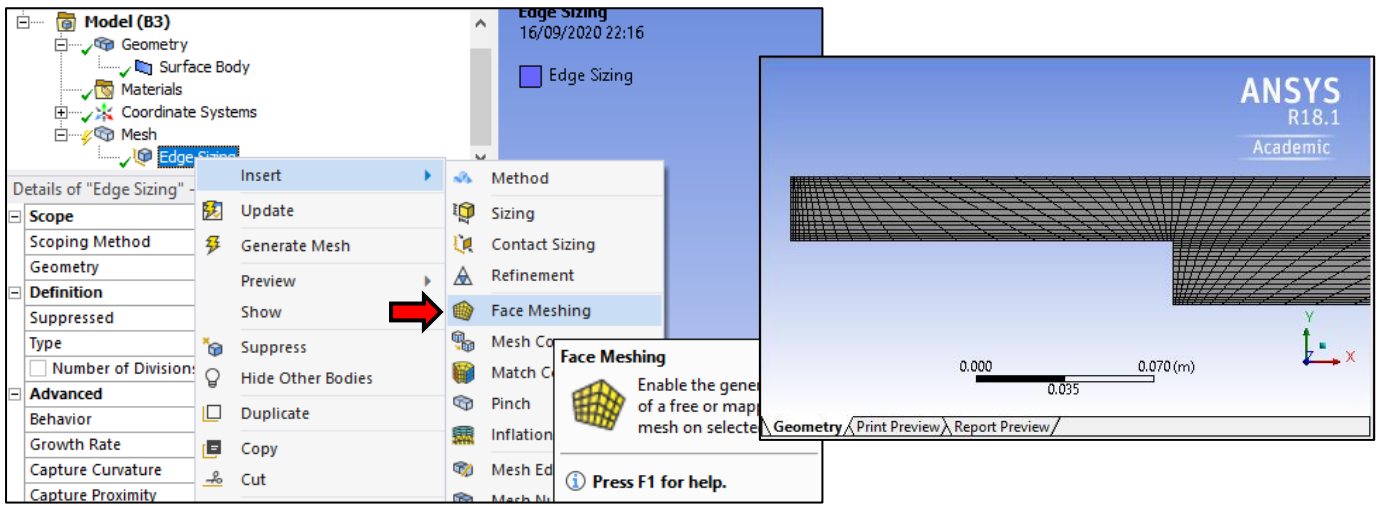 Model (B3)
Geometry
Surface Body
Materials
Coordinate Systems
Mesh
Edge Sizing
Details of "Edge Sizing" -
Scope
Scoping Method
Geometry
Definition
Suppressed
Type
Number of Divisions
Advanced
Behavior
Growth Rate
Capture Curvature
Capture Proximity
Insert
Update
Generate Mesh
Preview
Show
Suppress
Hide Other Bodies
Duplicate
Copy
Cut
Method
Sizing
Contact Sizing
Refinement
Face Meshing
Mesh Co
Match C
Pinch
Inflation
Mesh Ed
Mesh Nu
Face Meshing
Enable the gener
of a free or map
mesh on selecte
Press F1 for help.
Edge Sizing
16/09/2020 22:16
Edge Sizing
ANSYS
R18.1
Academic
Y
X
Z
0.000
0.070 (m)
0.035
Geometry
Print Preview
Report Preview